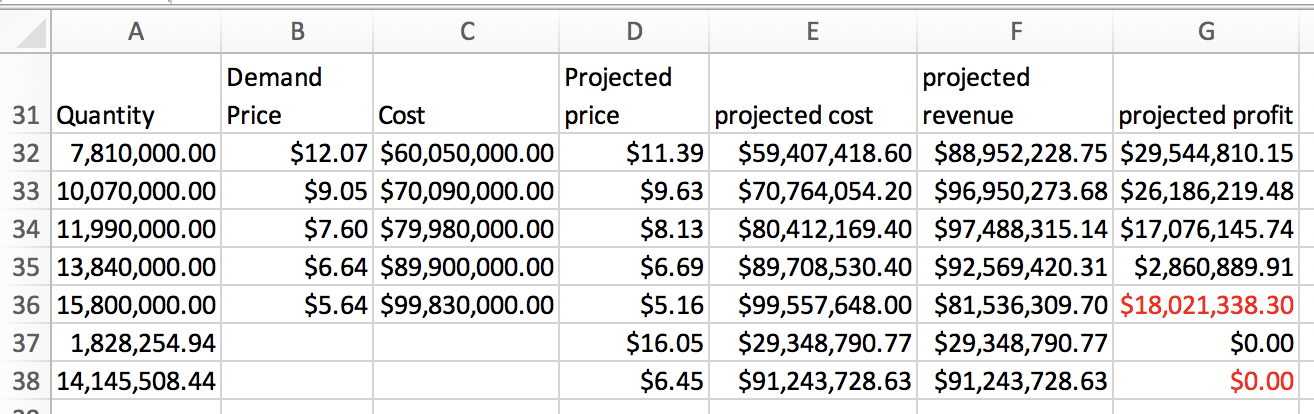 A B C D E F G
Demand Projected projected
31 Quantity Price Cost price projected cost revenue projected profit
32 7,810,000.00 $12.07 $60,050,000.00 $11.39 $59,407,418.60 $88,952,228.75 $29,544,810.15
33 10,070,000.00 $9.05 $70,090,000.00 $9.63 $70,764,054.20 $96,950,273.68 $26,186,219.48
34 11,990,000.00 $7.60 $79,980,000.00 $8.13 $80,412,169.40 $97,488,315.14 $17,076,145.74
35 13,840,000.00 $6.64 $89,900,000.00 $6.69 $89,708,530.40 $92,569,420.31 $2,860,889.91
36 15,800,000.00 $5.64 $99,830,000.00 $5.16 $99,557,648.00 $81,536,309.70 $18,021,338.30
37 1,828,254.94 $16.05 $29,348,790.77 $29,348,790.77 $0.00
38 14,145,508.44 $6.45 $91,243,728.63 $91,243,728.63 $0.00